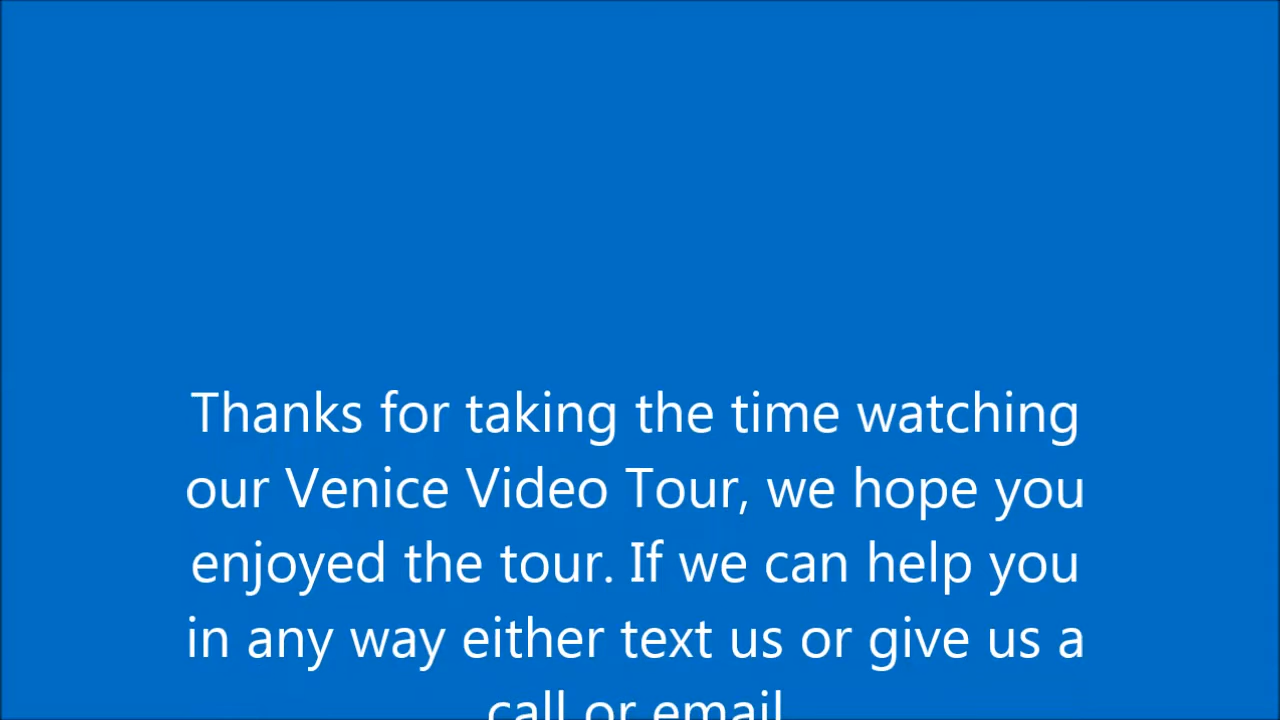 Thanks for taking the time watching
our Venice Video Tour, we hope you
enjoyed the tour. If we can help you
in any way either text us or give us a
call or email